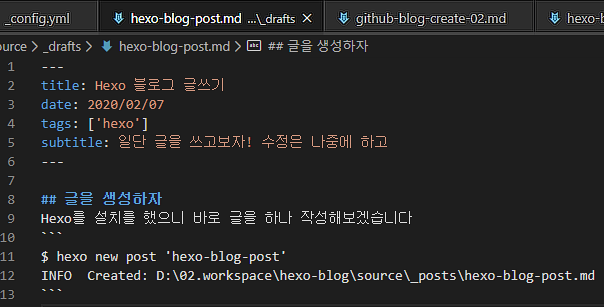 _config.yml hexo-blog-post.md ...\_drafts × github-blog-create-02.md hexo-b
ource > _drafts > hexo-blog-post.md > ## 글을 생성하자
1 ---
2 title: Hexo 블로그 글쓰기
3 date: 2020/02/07
4 tags: ['hexo']
5 subtitle: 일단 글을 쓰고보자! 수정은 나중에 하고
6 ---
7
8 ## 글을 생성하자
9 Hexo를 설치를 했으니 바로 글을 하나 작성해보겠습니다
10 ```
11 $ hexo new post 'hexo-blog-post'
12 INFO  Created: D:\02.workspace\hexo-blog\source\_posts\hexo-blog-post.md
13 ```